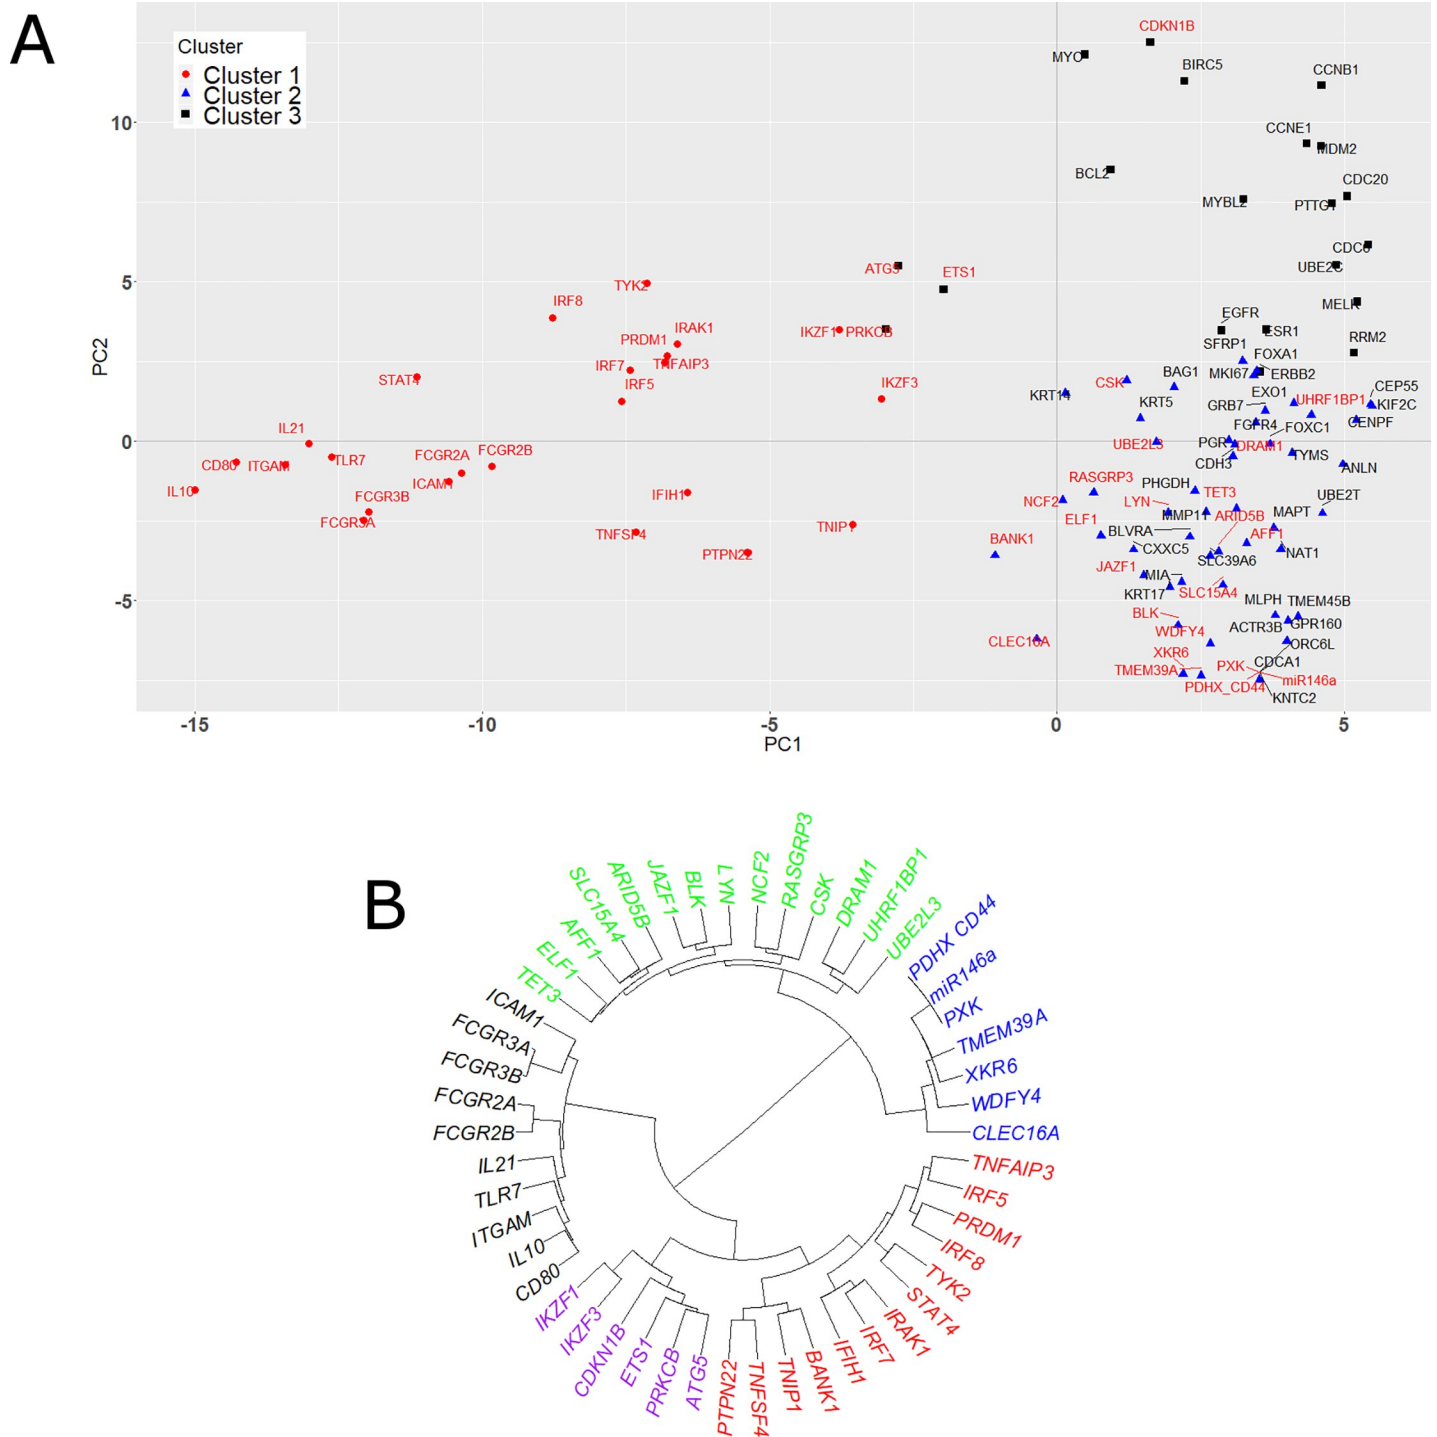 A
Cluster
Cluster 1
Cluster 2
Cluster 3
CDKN1B
MYC
BIRC5
CCNB1
10
CCNE1
MDM2
BCL2
CDC20
MYBL2
PTTG1
CDC6
ATG5
ETS1
UBE2C
5
TYK2
IRF8
MELK
EGFR
IRAK1
IKZF1
PRKCB
ESR1
PRDM1
SFRP1
RRM2
PC2
IRF7
TNFAIP3
FOXA1
STAT4
IRF5
IKZF3
CSK
BAG1
MKI67
ERBB2
CEP55
KRT14
KRT5
EXO1
UHRF1BP1
KIF2C
GRB7
CENPF
IL21
FGFR4
FOXC1
0
UBE2L3
PGR
DRAM1
FCGR2A
FCGR2B
TYMS
CD80
ITGAM
TLR7
CDH3
ANLN
ICAM1
RASGRP3
PHGDH
IL10
FCGR3B
IFIH1
NCF2
LYN
TET3
UBE2T
FCGR3A
ELF1
MMP11
ARID5B
MAPT
TNFSF4
TNIP1
BLVRA
AFF1
BANK1
CXXC5
SLC39A6
NAT1
PTPN22
JAZF1
MIA
KRT17
SLC15A4
MLPH
TMEM45B
-5
BLK
ACTR3B
GPR160
CLEC16A
WDFY4
ORC6L
XKR6
CDCA1
TMEM39A
PXK
miR146a
PDHX_CD44
KNTC2
-15
-10
-5
0
5
PC1
B
TET3
ELF1
AFF1
SLC15A4
ARID5B
JAZF1
BLK
LYN
NCF2
RASGRP3
CSK
DRAM1
UHRF1BP1
UBE2L3
PDHX CD44
miR146a
PXK
TMEM39A
XKR6
WDFY4
CLEC16A
TNFAIP3
IRF5
PRDM1
IRF8
TYK2
STAT4
IRAK1
IRF7
IFIH1
BANK1
TNIP1
TNFSF4
PTPN22
ATG5
PRKCB
ETS1
CDKN1B
IKZF3
IKZF1
CD80
IL10
ITGAM
TLR7
IL21
FCGR2B
FCGR2A
FCGR3B
FCGR3A
ICAM1